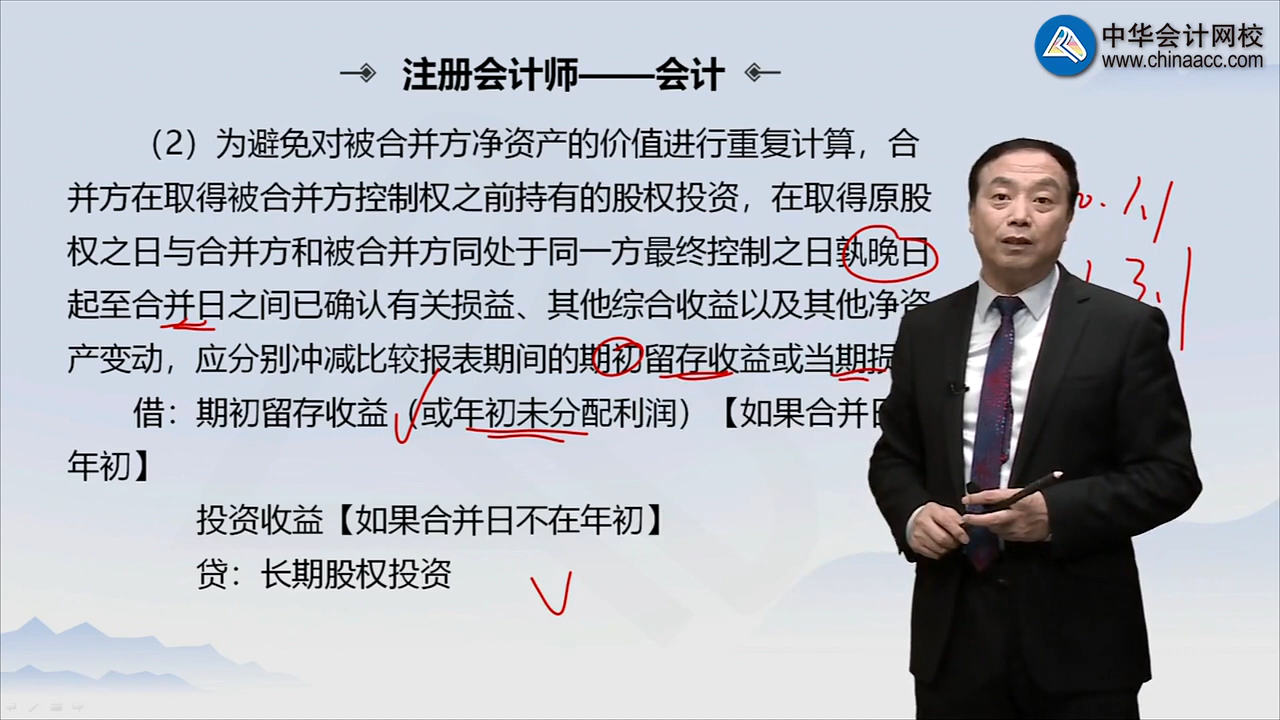 中华会计网校
www.chinaacc.com
注册会计师——会计
（2）为避免对被合并方净资产的价值进行重复计算，合
并方在取得被合并方控制权之前持有的股权投资，在取得原股
权之日与合并方和被合并方同处于同一方最终控制之日孰晚日
起至合并日之间已确认有关损益、其他综合收益以及其他净资
产变动，应分别冲减比较报表期间的期初留存收益或当期损
借：期初留存收益（或年初未分配利润）【如果合并日
年初】
投资收益【如果合并日不在年初】
贷：长期股权投资